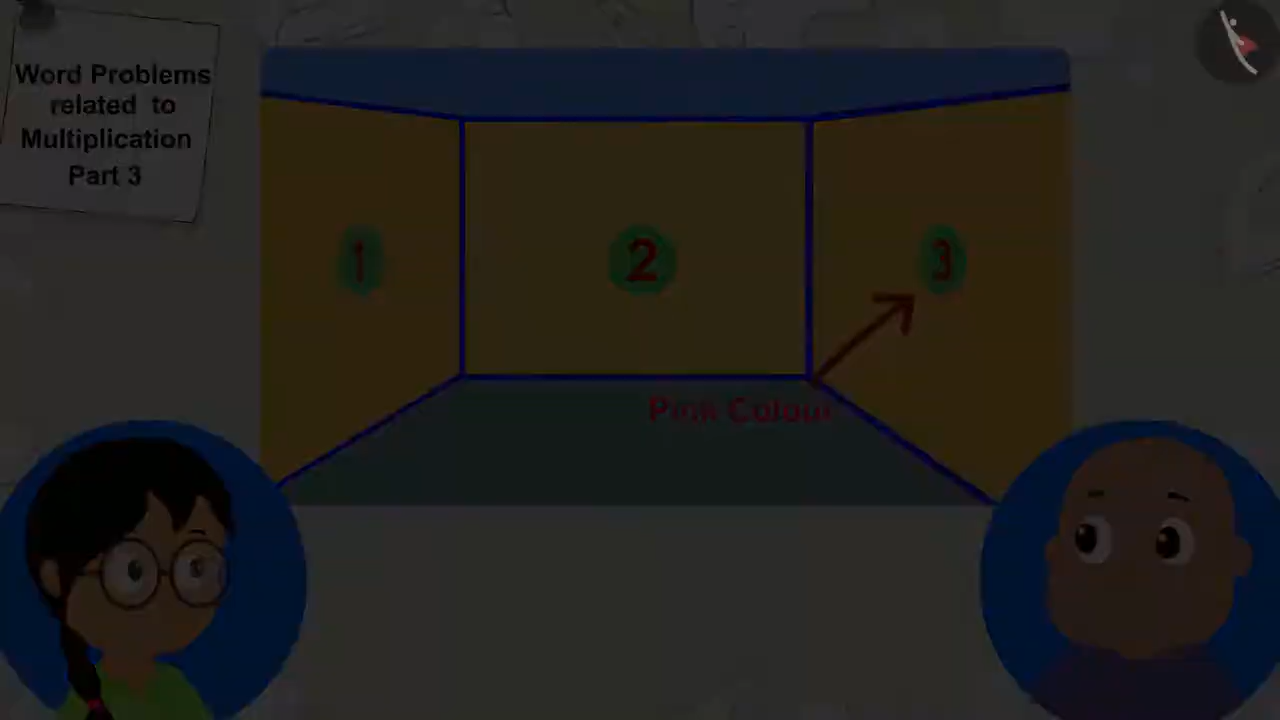 Word Problems
related to
Multiplication
Part 3
1
2
3
Pink Colour